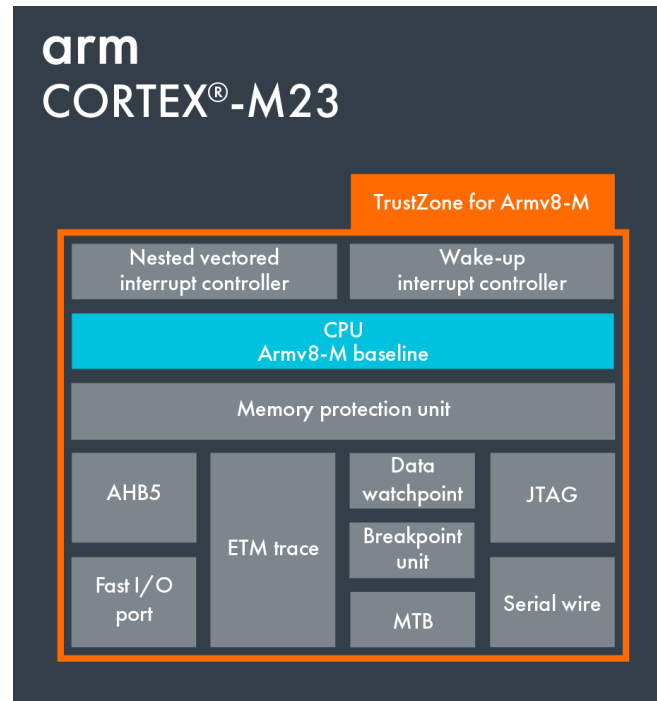 arm
CORTEX®-M23
TrustZone for Armv8-M
Nested vectored
interrupt controller
Wake-up
interrupt controller
CPU
Armv8-M baseline
Memory protection unit
AHB5
Fast I/O
port
ETM trace
Data
watchpoint
Breakpoint
unit
MTB
JTAG
Serial wire